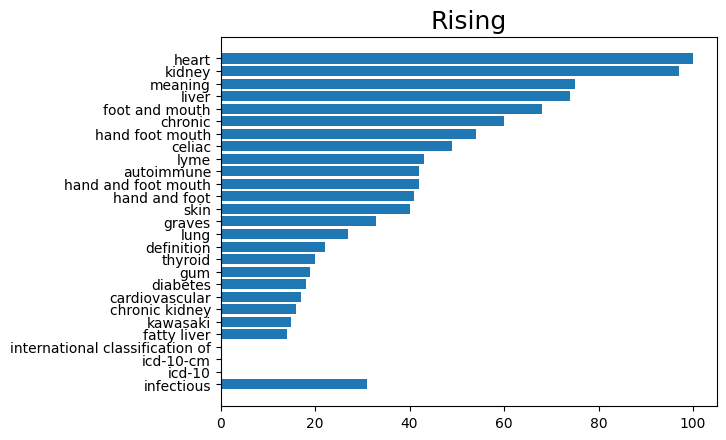 Rising
heart
kidney
meaning
liver
foot and mouth
chronic
hand foot mouth
celiac
lyme
autoimmune
hand and foot mouth
hand and foot
skin
graves
lung
definition
thyroid
gum
diabetes
cardiovascular
chronic kidney
kawasaki
fatty liver
international classification of
icd-10-cm
icd-10
infectious
0 20 40 60 80 100